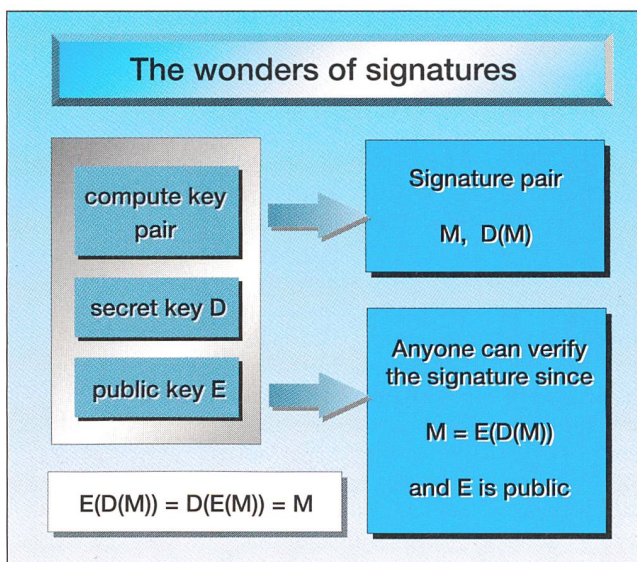 The wonders of signatures
compute key
pair
secret key D
public key E
E(D(M)) = D(E(M)) = M
Signature pair
M, D(M)
Anyone can verify
the signature since
M = E(D(M))
and E is public